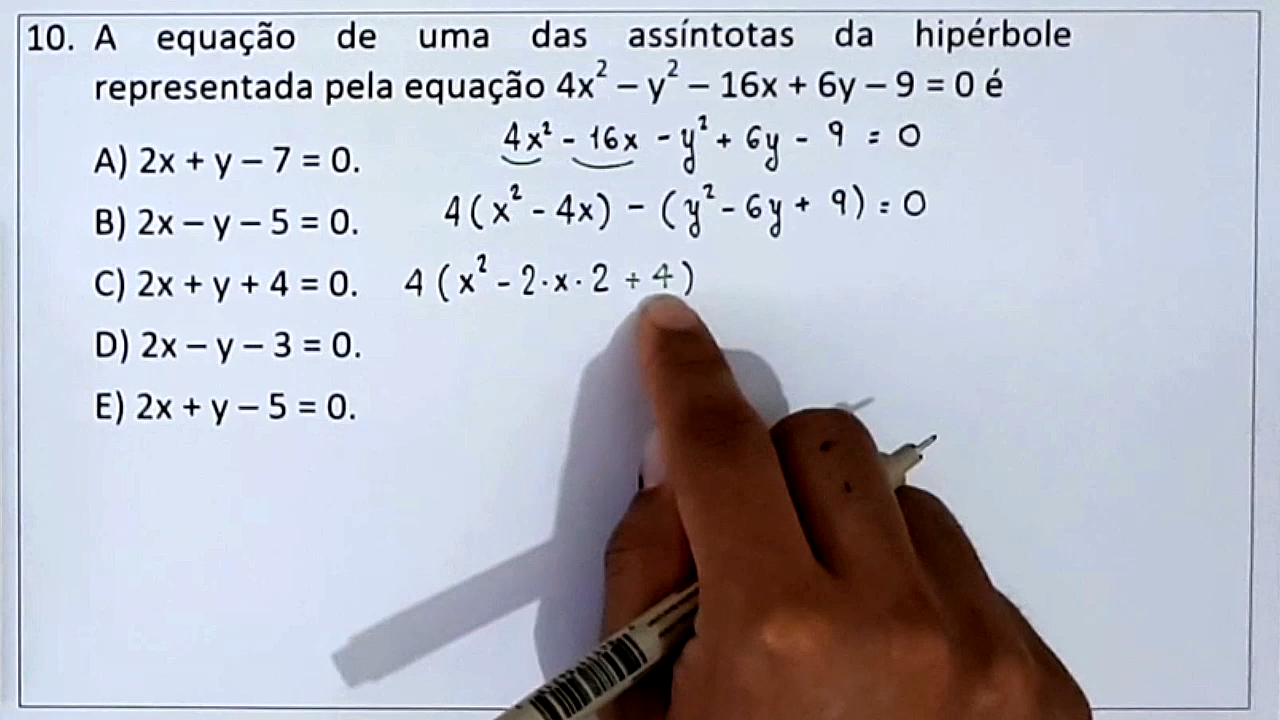 10. A equação de uma das assíntotas da hipérbole
representada pela equação 4x² – y² – 16x + 6y – 9 = 0 é
A) 2x + y – 7 = 0.
B) 2x – y – 5 = 0.
C) 2x + y + 4 = 0.
D) 2x – y – 3 = 0.
E) 2x + y – 5 = 0.
4x² - 16x - y² + 6y - 9 = 0
4(x² - 4x) - (y² - 6y + 9) = 0
4(x² - 2·x·2 + 4)